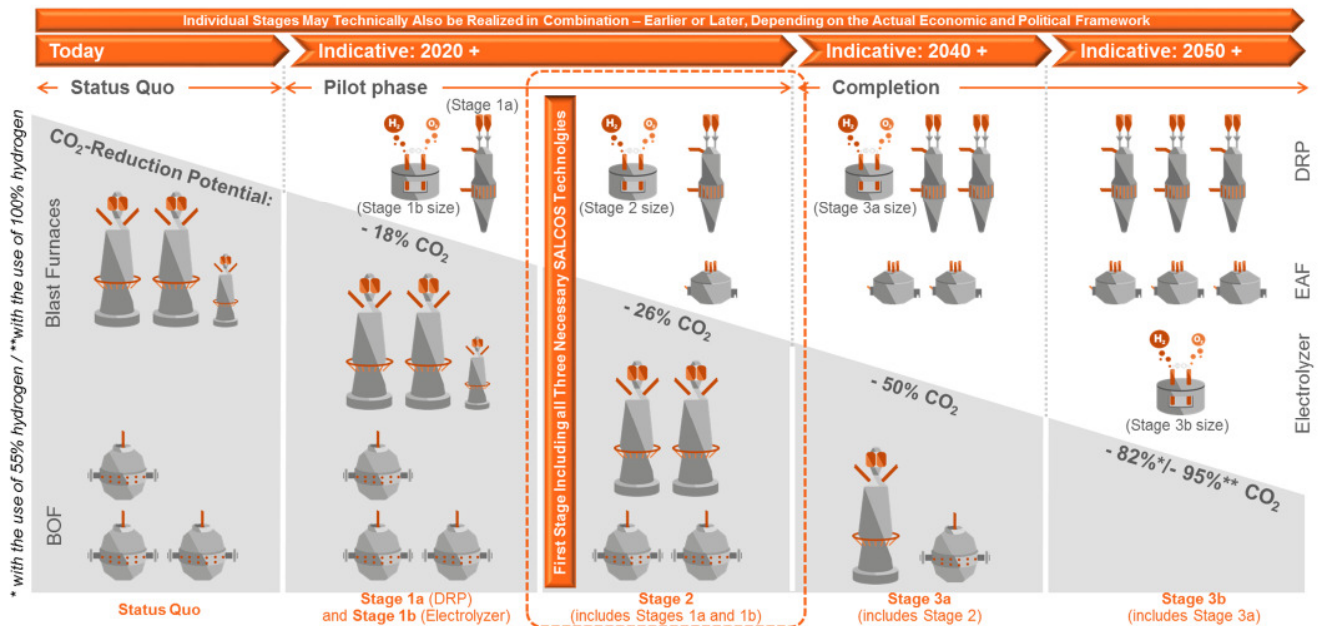 Individual Stages May Technically Also be Realized in Combination – Earlier or Later, Depending on the Actual Economic and Political Framework
Today
Indicative: 2020 +
Indicative: 2040 +
Indicative: 2050 +
Status Quo
Pilot phase
Completion
* with the use of 55% hydrogen / **with the use of 100% hydrogen
CO₂-Reduction Potential:
- 18% CO₂
- 26% CO₂
- 50% CO₂
- 82%*/- 95%** CO₂
Blast Furnaces
BOF
(Stage 1a)
H₂
O₂
(Stage 1b size)
First Stage Including all Three Necessary SALCOS Technolgies
H₂
O₂
(Stage 2 size)
H₂
O₂
(Stage 3a size)
H₂
O₂
(Stage 3b size)
DRP
EAF
Electrolyzer
Status Quo
Stage 1a (DRP)
and Stage 1b (Electrolyzer)
Stage 2
(includes Stages 1a and 1b)
Stage 3a
(includes Stage 2)
Stage 3b
(includes Stage 3a)